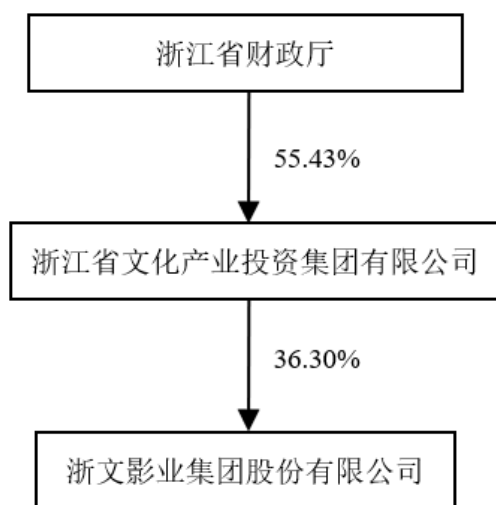 浙江省财政厅
55.43%
浙江省文化产业投资集团有限公司
36.30%
浙文影业集团股份有限公司